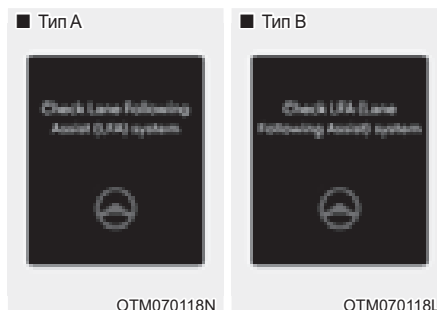 ■ Тип A
Check Lane Following
Assist (LFA) system
OTM070118N
■ Тип B
Check LFA (Lane
Following Assist) system
OTM070118L